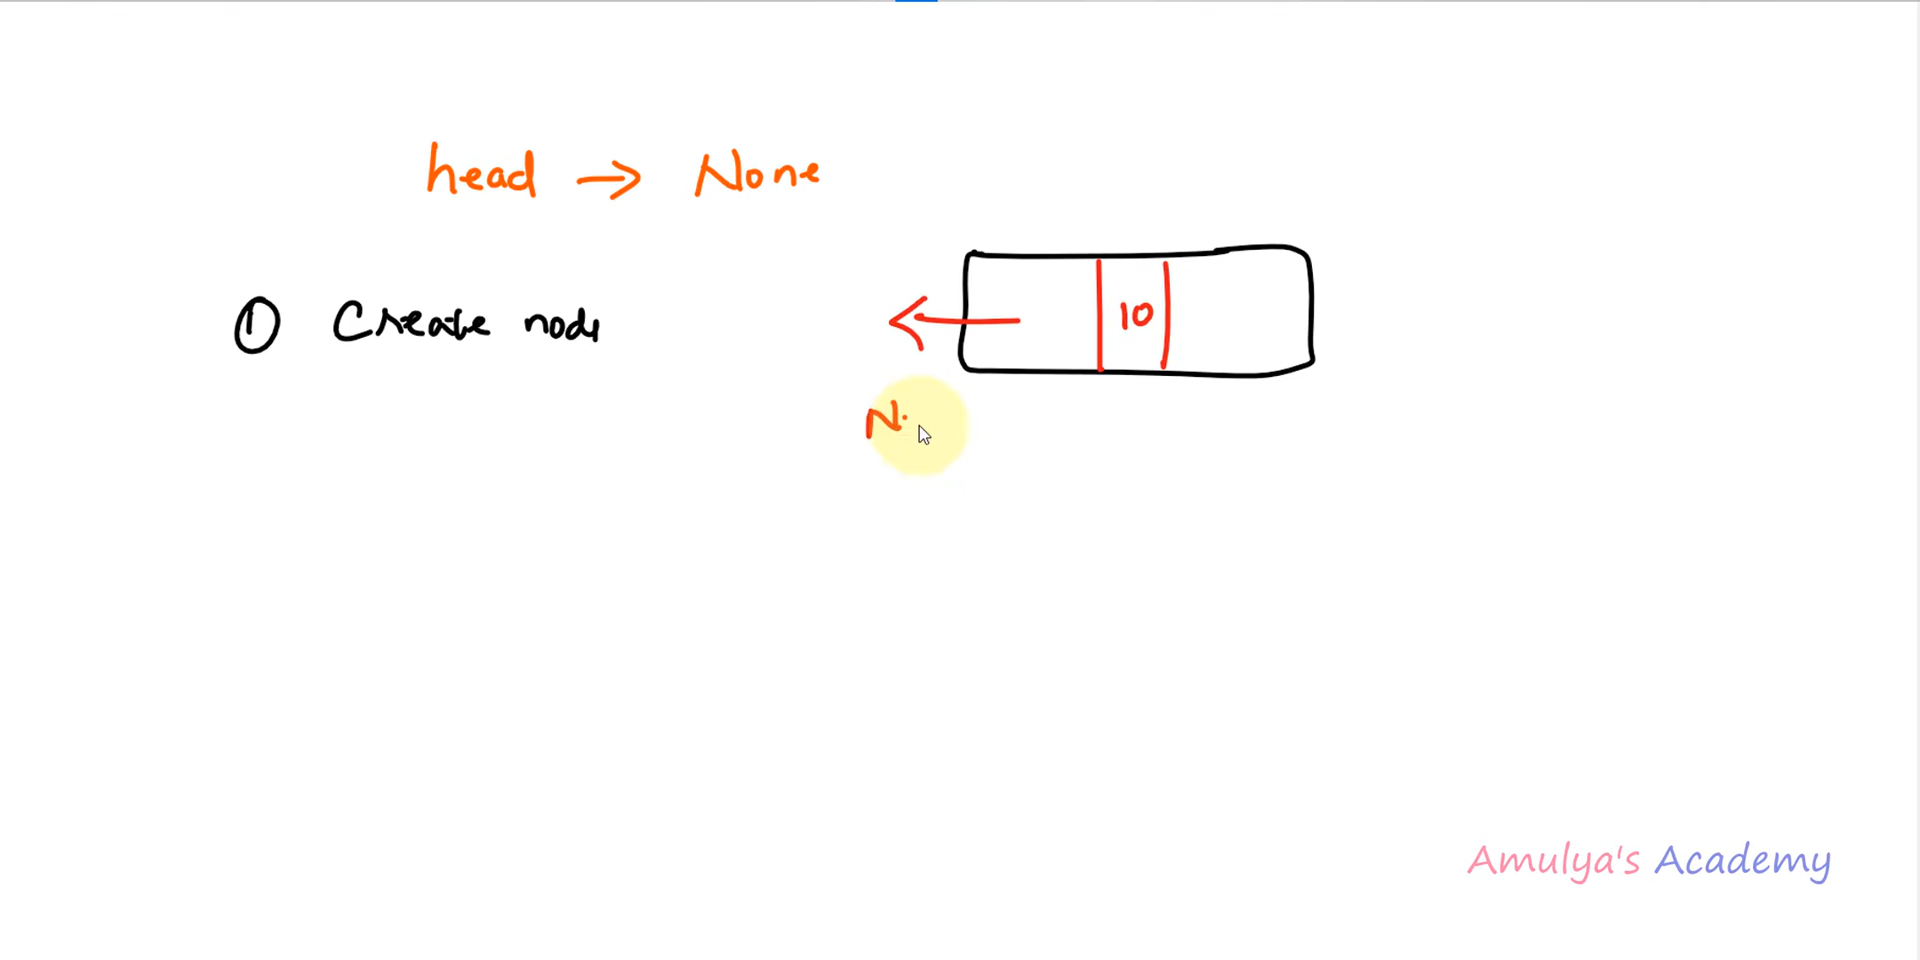 head → None
① Create node
10
N.
Amulya's Academy